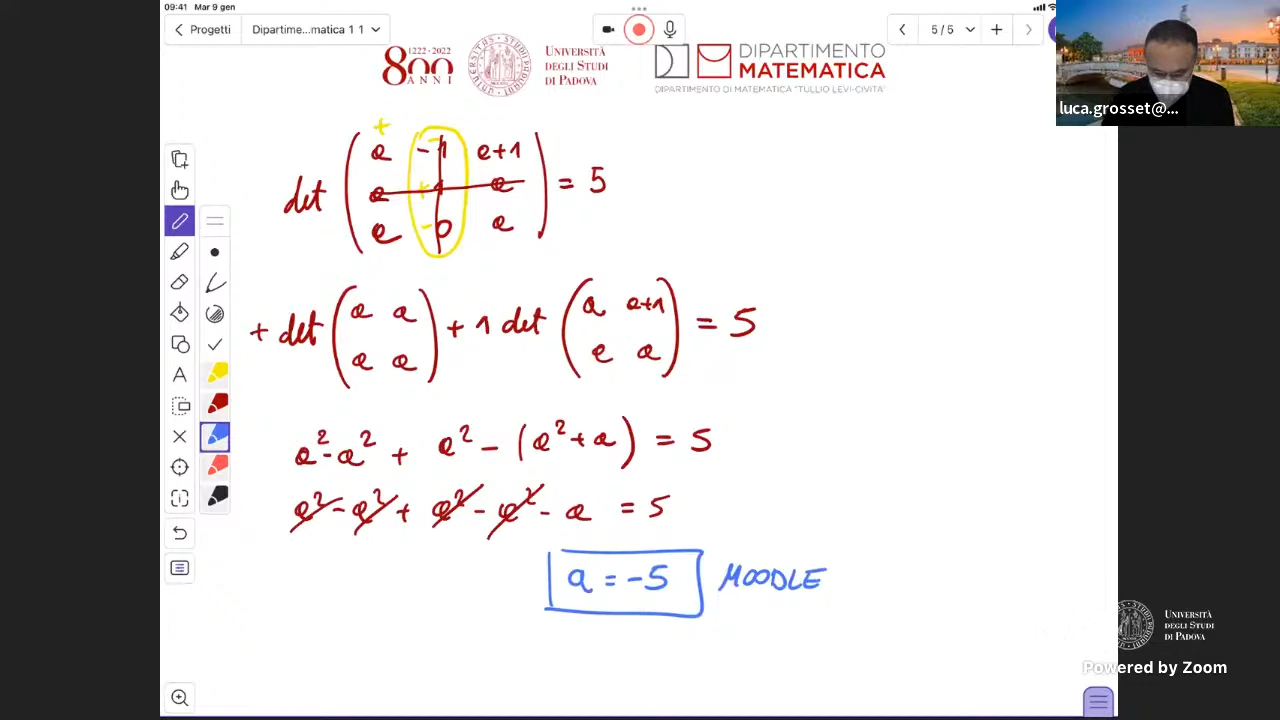 09:41 Mar 9 gen
Progetti
Dipartime...matica 1 1
5/5
1222·2022
800
ANNI
UNIVERSITÀ
DEGLI STUDI
DI PADOVA
DIPARTIMENTO
MATEMATICA
DIPARTIMENTO DI MATEMATICA "TULLIO LEVI-CIVITA"
luca.grosset@...
+ -
a -1 a+1
det ( a +1 a ) = 5
a -0 a
+ det ( a a ; a a ) + 1 det ( a a+1 ; a a ) = 5
a² - a² + a² - (a² + a) = 5
a² - a² + a² - a² - a = 5
a = -5 MOODLE
UNIVERSITÀ
DEGLI STUDI
DI PADOVA
Powered by Zoom